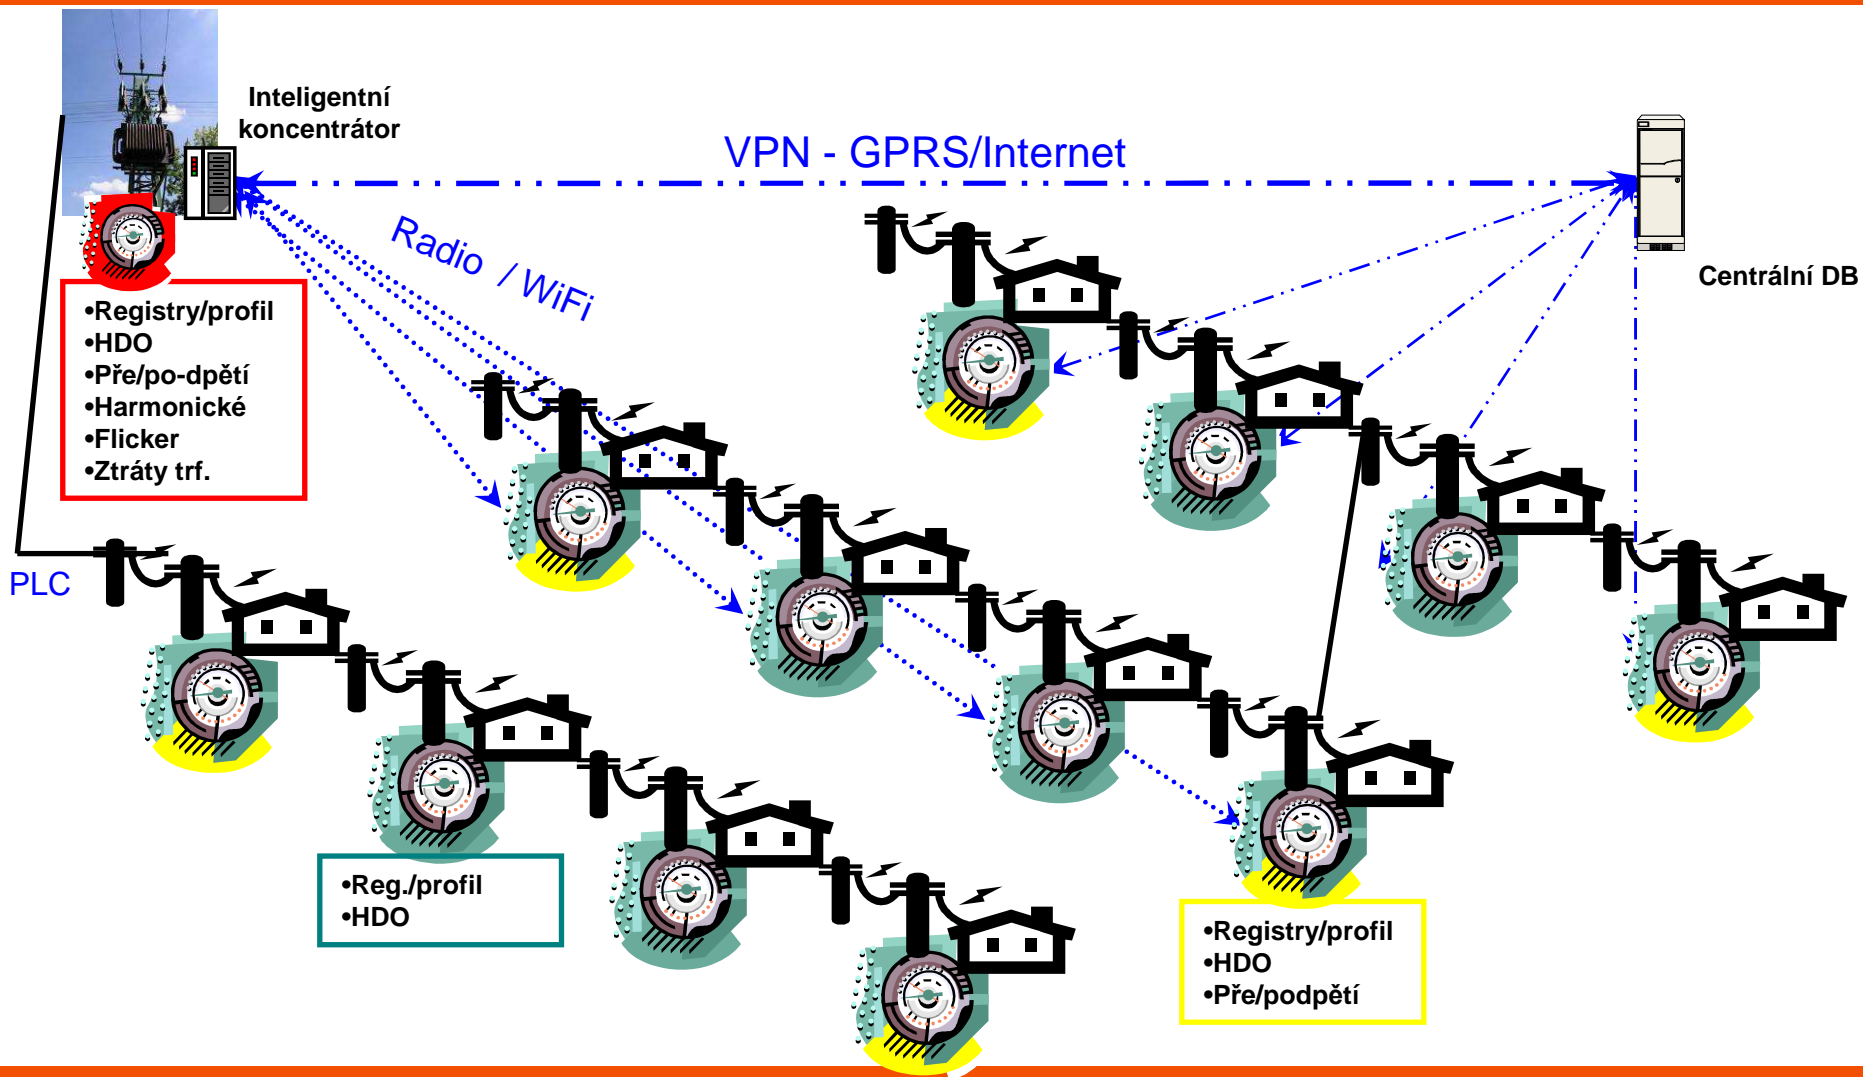 Inteligentní
koncentrátor
VPN - GPRS/Internet
Radio / WiFi
Centrální DB
•Registry/profil
•HDO
•Pře/po-dpětí
•Harmonické
•Flicker
•Ztráty trf.
PLC
•Reg./profil
•HDO
•Registry/profil
•HDO
•Pře/podpětí